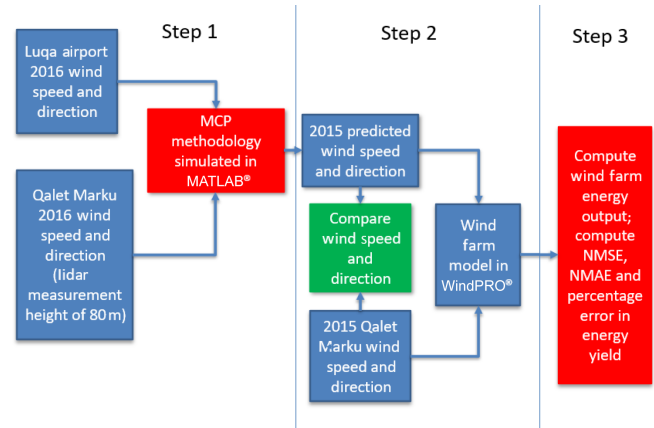 Step 1
Luqa airport
2016 wind
speed and
direction
MCP
methodology
simulated in
MATLAB®
Qalet Marku
2016 wind
speed and
direction
(lidar
measurement
height of 80 m)
Step 2
2015 predicted
wind speed
and direction
Compare
wind speed
and
direction
2015 Qalet
Marku wind
speed and
direction
Wind
farm
model in
WindPRO®
Step 3
Compute
wind farm
energy
output;
compute
NMSE,
NMAE and
percentage
error in
energy
yield